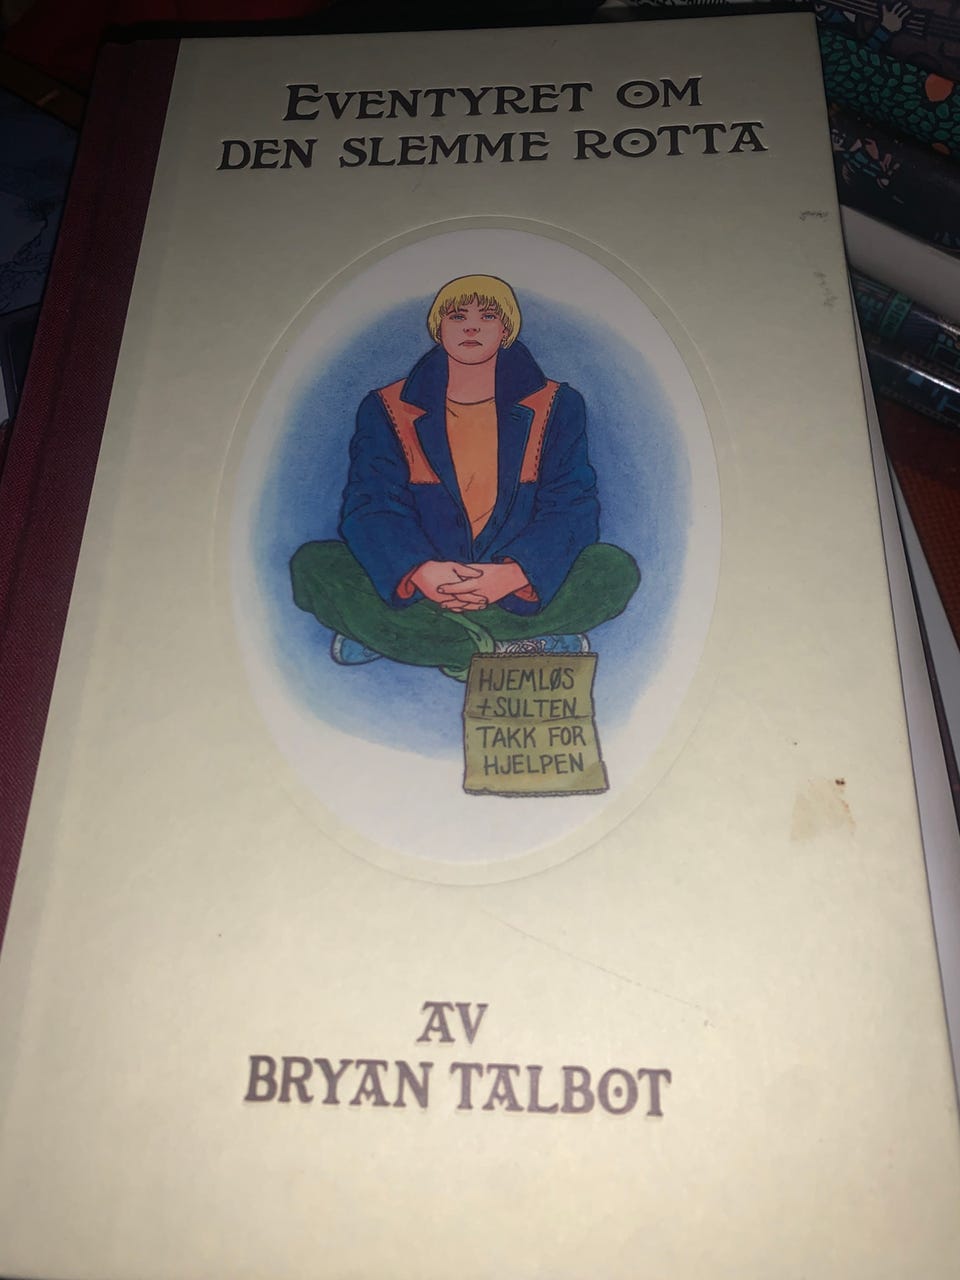 EVENTYRET OM
DEN SLEMME ROTTA
HJEMLØS
+SULTEN
TAKK FOR
HJELPEN
AV
BRYAN TALBOT